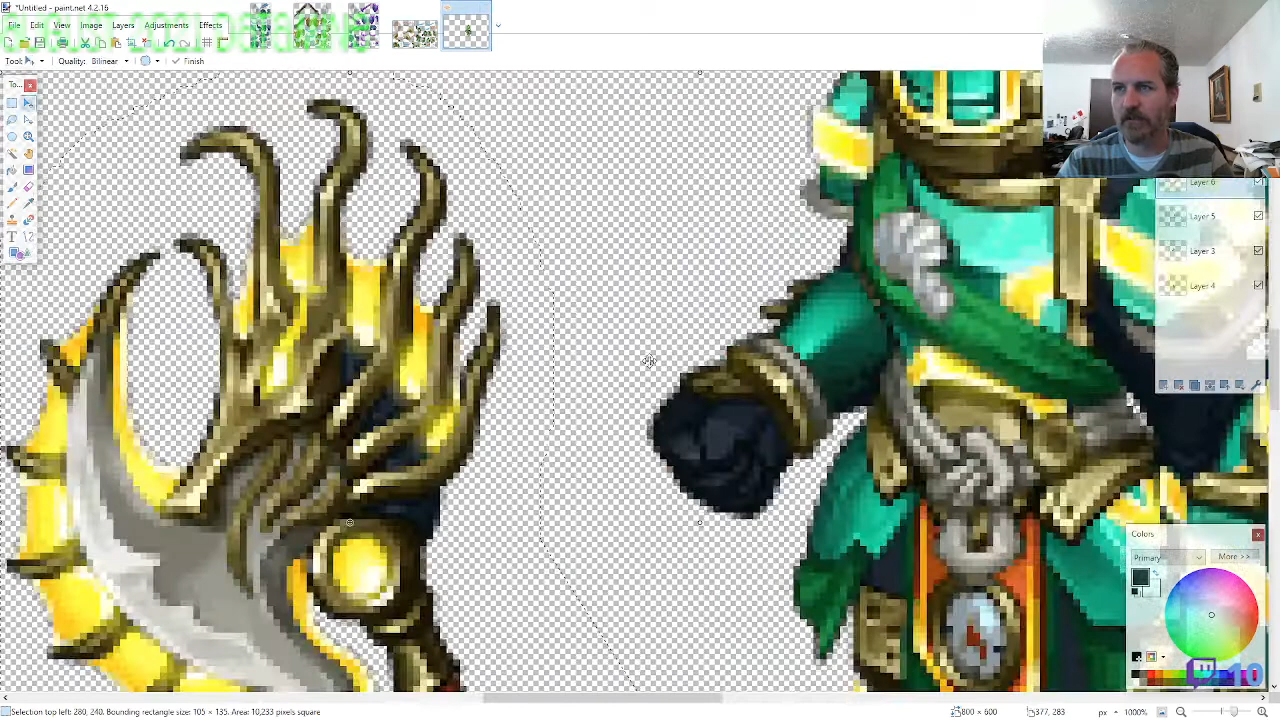 *Untitled - paint.net 4.2.16
File Edit View Image Layers Adjustments Effects
Tool: Quality: Bilinear Finish
To...
Layer 6
Layer 5
Layer 3
Layer 4
Colors
Primary More >>
10
Selection top left: 280, 240. Bounding rectangle size: 105 × 135. Area: 10,233 pixels square 800 × 600 377, 283 px 1000%